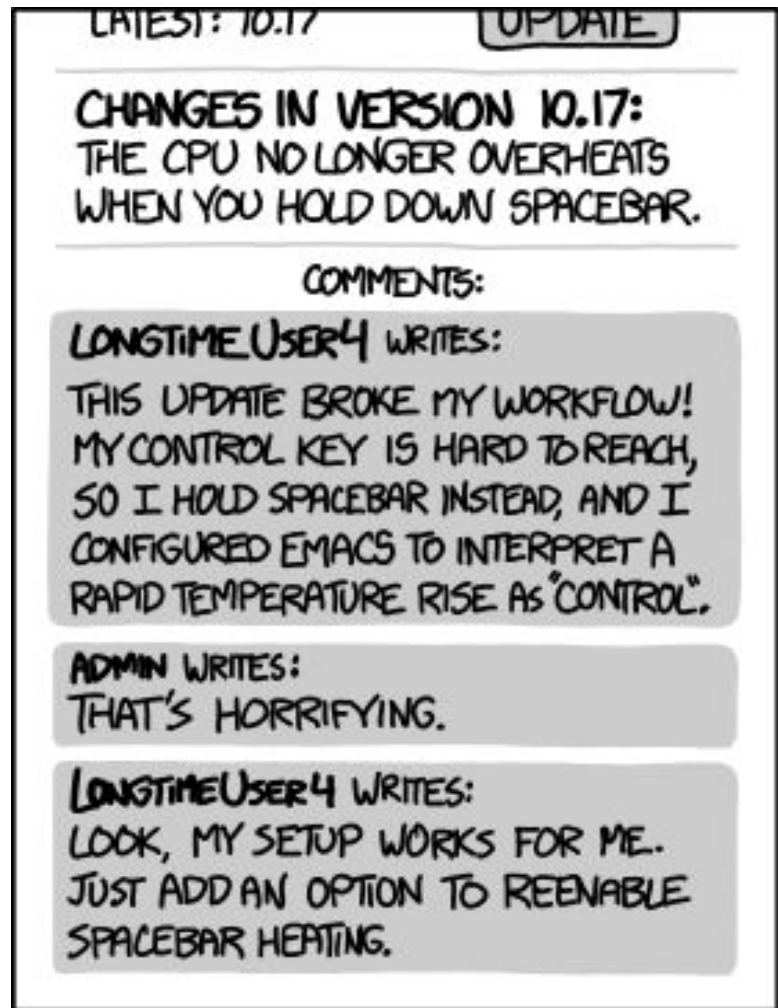 LATEST: 10.17 UPDATE
CHANGES IN VERSION 10.17:
THE CPU NO LONGER OVERHEATS
WHEN YOU HOLD DOWN SPACEBAR.
COMMENTS:
LONGTIMEUSER4 WRITES:
THIS UPDATE BROKE MY WORKFLOW!
MY CONTROL KEY IS HARD TO REACH,
SO I HOLD SPACEBAR INSTEAD, AND I
CONFIGURED EMACS TO INTERPRET A
RAPID TEMPERATURE RISE AS "CONTROL".
ADMIN WRITES:
THAT'S HORRIFYING.
LONGTIMEUSER4 WRITES:
LOOK, MY SETUP WORKS FOR ME.
JUST ADD AN OPTION TO REENABLE
SPACEBAR HEATING.